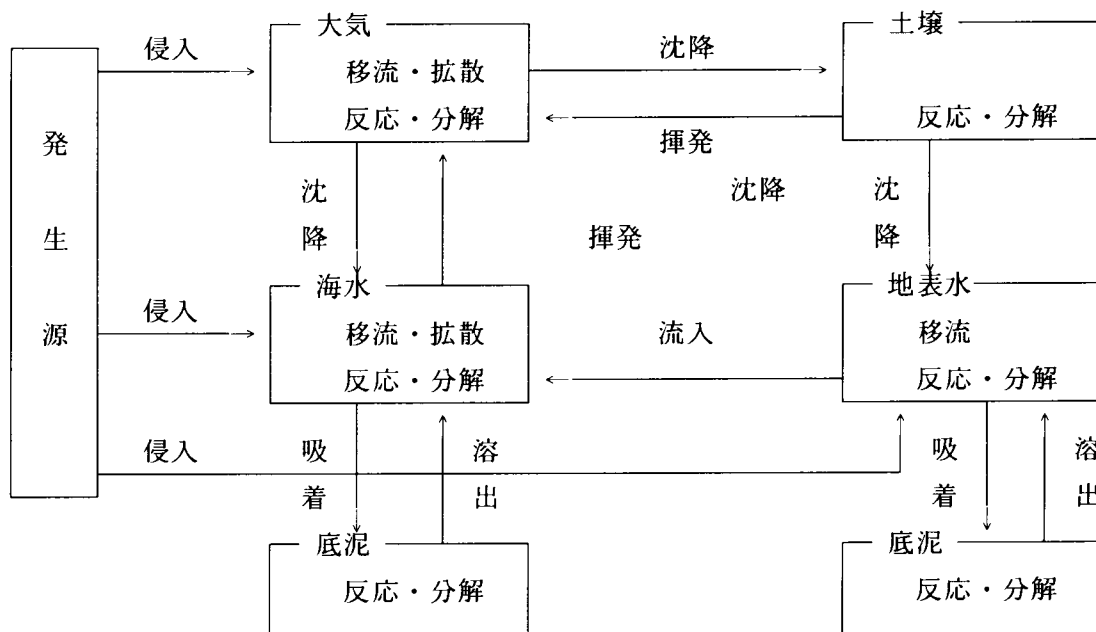 大気
土壌
侵入
移流・拡散
沈降
反応・分解
揮発
反応・分解
発生源
沈降
沈降
沈降
揮発
海水
地表水
侵入
移流・拡散
流入
移流
反応・分解
反応・分解
侵入
吸着
溶出
吸着
溶出
底泥
底泥
反応・分解
反応・分解